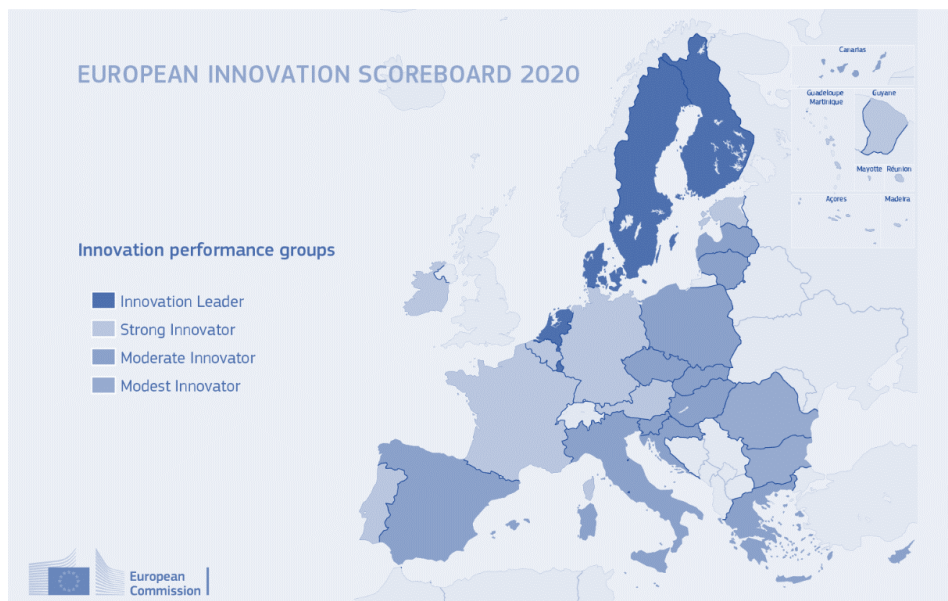 EUROPEAN INNOVATION SCOREBOARD 2020
Canarias
Guadeloupe
Martinique
Guyane
Mayotte
Réunion
Açores
Madeira
Innovation performance groups
Innovation Leader
Strong Innovator
Moderate Innovator
Modest Innovator
European
Commission